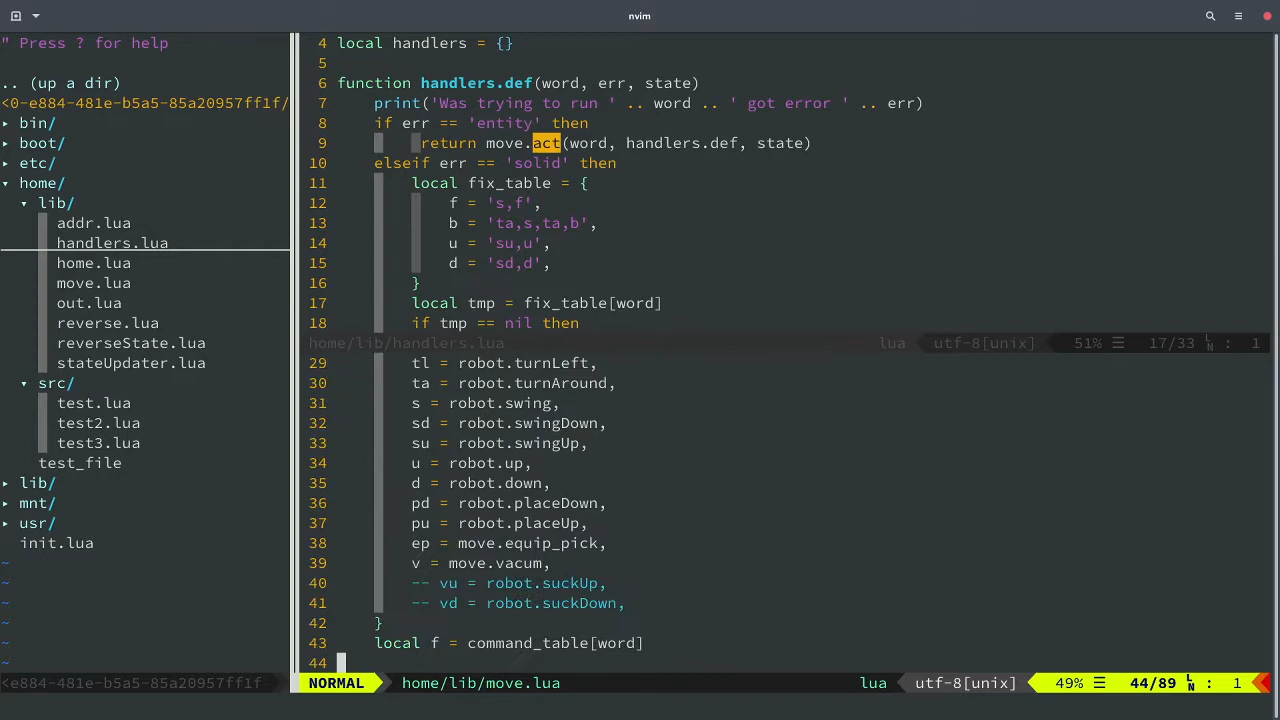 nvim
" Press ? for help
.. (up a dir)
<0-e884-481e-b5a5-85a20957ff1f/
▸ bin/
▸ boot/
▸ etc/
▾ home/
▾ lib/
addr.lua
handlers.lua
home.lua
move.lua
out.lua
reverse.lua
reverseState.lua
stateUpdater.lua
▾ src/
test.lua
test2.lua
test3.lua
test_file
▸ lib/
▸ mnt/
▸ usr/
init.lua
~
~
~
~
~
~
<e884-481e-b5a5-85a20957ff1f
4 local handlers = {}
5
6 function handlers.def(word, err, state)
7 print('Was trying to run ' .. word .. ' got error ' .. err)
8 if err == 'entity' then
9 return move.act(word, handlers.def, state)
10 elseif err == 'solid' then
11 local fix_table = {
12 f = 's,f',
13 b = 'ta,s,ta,b',
14 u = 'su,u',
15 d = 'sd,d',
16 }
17 local tmp = fix_table[word]
18 if tmp == nil then
home/lib/handlers.lua lua utf-8[unix] 51% ☰ 17/33 LN : 1
29 tl = robot.turnLeft,
30 ta = robot.turnAround,
31 s = robot.swing,
32 sd = robot.swingDown,
33 su = robot.swingUp,
34 u = robot.up,
35 d = robot.down,
36 pd = robot.placeDown,
37 pu = robot.placeUp,
38 ep = move.equip_pick,
39 v = move.vacum,
40 -- vu = robot.suckUp,
41 -- vd = robot.suckDown,
42 }
43 local f = command_table[word]
44
NORMAL home/lib/move.lua lua utf-8[unix] 49% ☰ 44/89 LN : 1